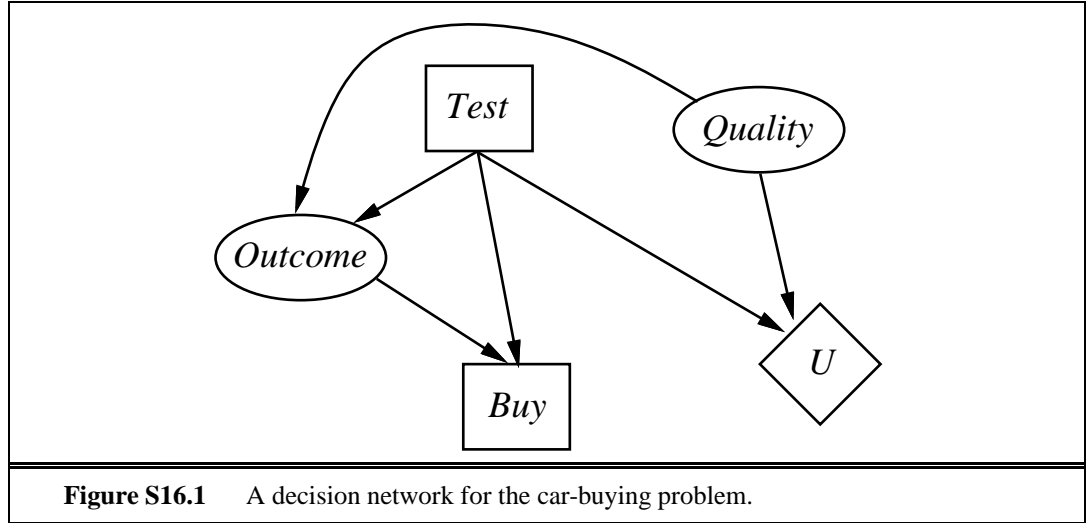 Test
Quality
Outcome
U
Buy
Figure S16.1 A decision network for the car-buying problem.